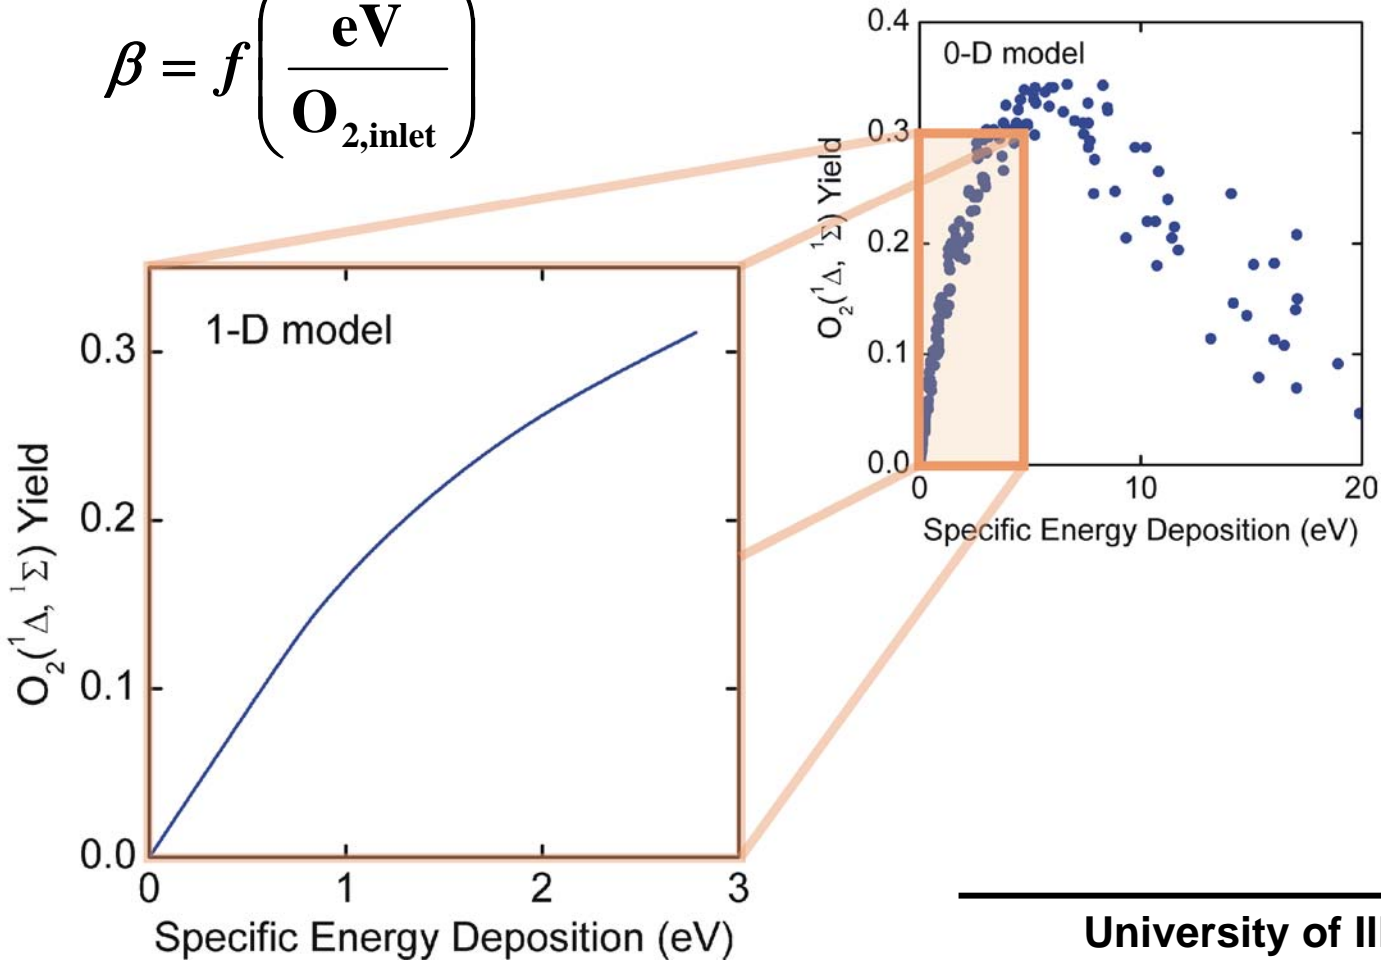 β = f(eV / O2,inlet)
0.4
0-D model
0.3
0.2
0.1
0.0
O2(1Δ, 1Σ) Yield
0 10 20
Specific Energy Deposition (eV)
1-D model
0.3
0.2
0.1
0.0
O2(1Δ, 1Σ) Yield
0 1 2 3
Specific Energy Deposition (eV)
University of